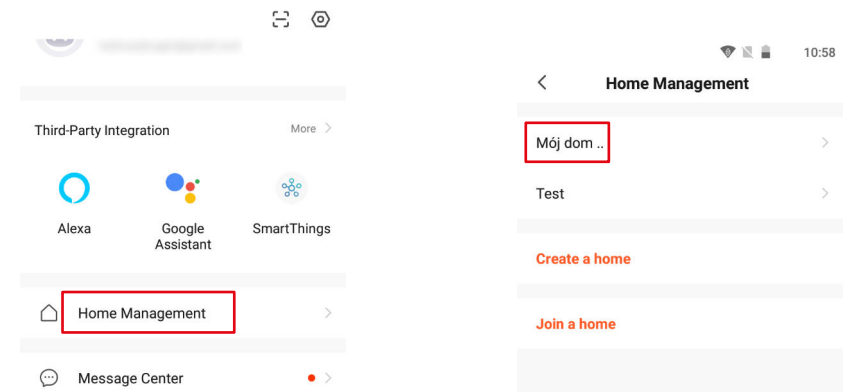 Third-Party Integration
More
Alexa
Google
Assistant
SmartThings
Home Management
Message Center
10:58
Home Management
Mój dom ..
Test
Create a home
Join a home